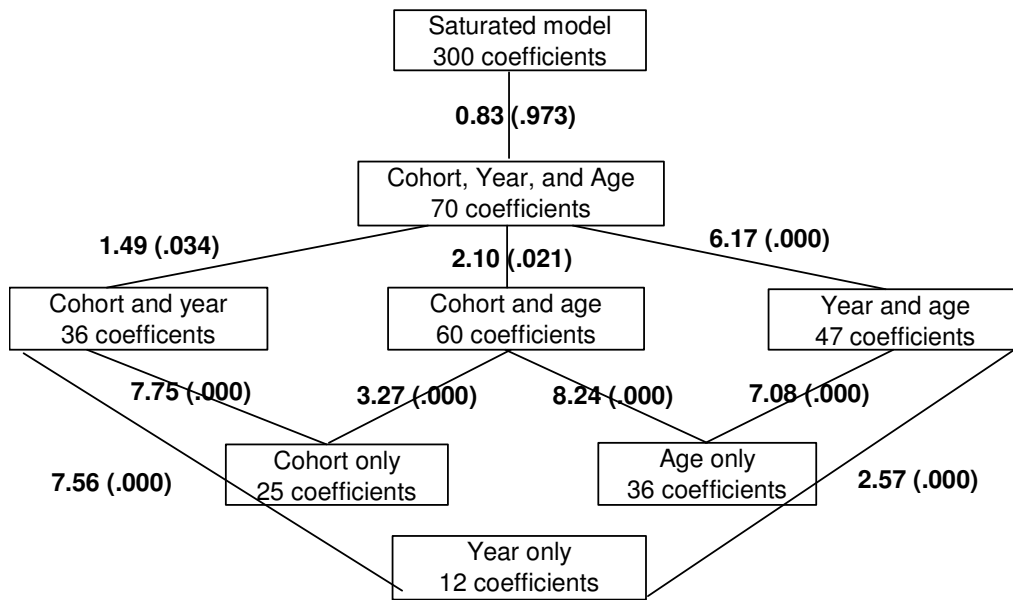 Saturated model
300 coefficients
0.83 (.973)
Cohort, Year, and Age
70 coefficients
1.49 (.034)
2.10 (.021)
6.17 (.000)
Cohort and year
36 coefficents
Cohort and age
60 coefficients
Year and age
47 coefficients
7.75 (.000)
3.27 (.000)
8.24 (.000)
7.08 (.000)
Cohort only
25 coefficients
Age only
36 coefficients
7.56 (.000)
2.57 (.000)
Year only
12 coefficients